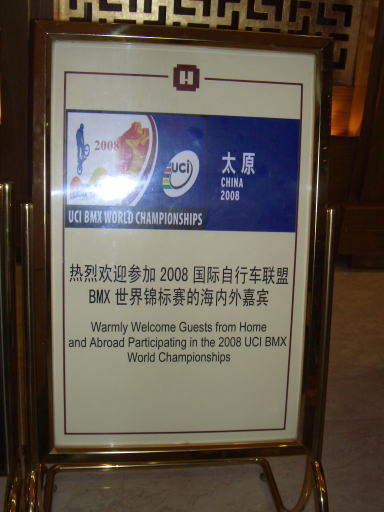 H
2008
uci
太原
CHINA
2008
UCI BMX WORLD CHAMPIONSHIPS
热烈欢迎参加 2008 国际自行车联盟
BMX 世界锦标赛的海内外嘉宾
Warmly Welcome Guests from Home
and Abroad Participating in the 2008 UCI BMX
World Championships